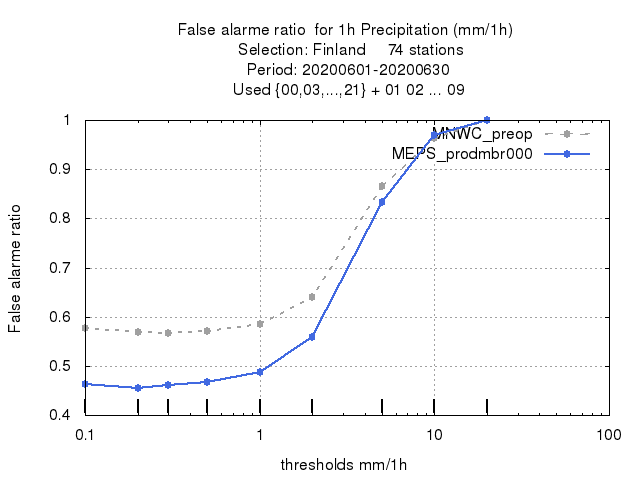 False alarme ratio  for 1h Precipitation (mm/1h)
Selection: Finland     74 stations
Period: 20200601-20200630
Used {00,03,...,21} + 01 02 ... 09
MNWC_preop
MEPS_prodmbr000
False alarme ratio
1
0.9
0.8
0.7
0.6
0.5
0.4
0.1
1
10
100
thresholds mm/1h